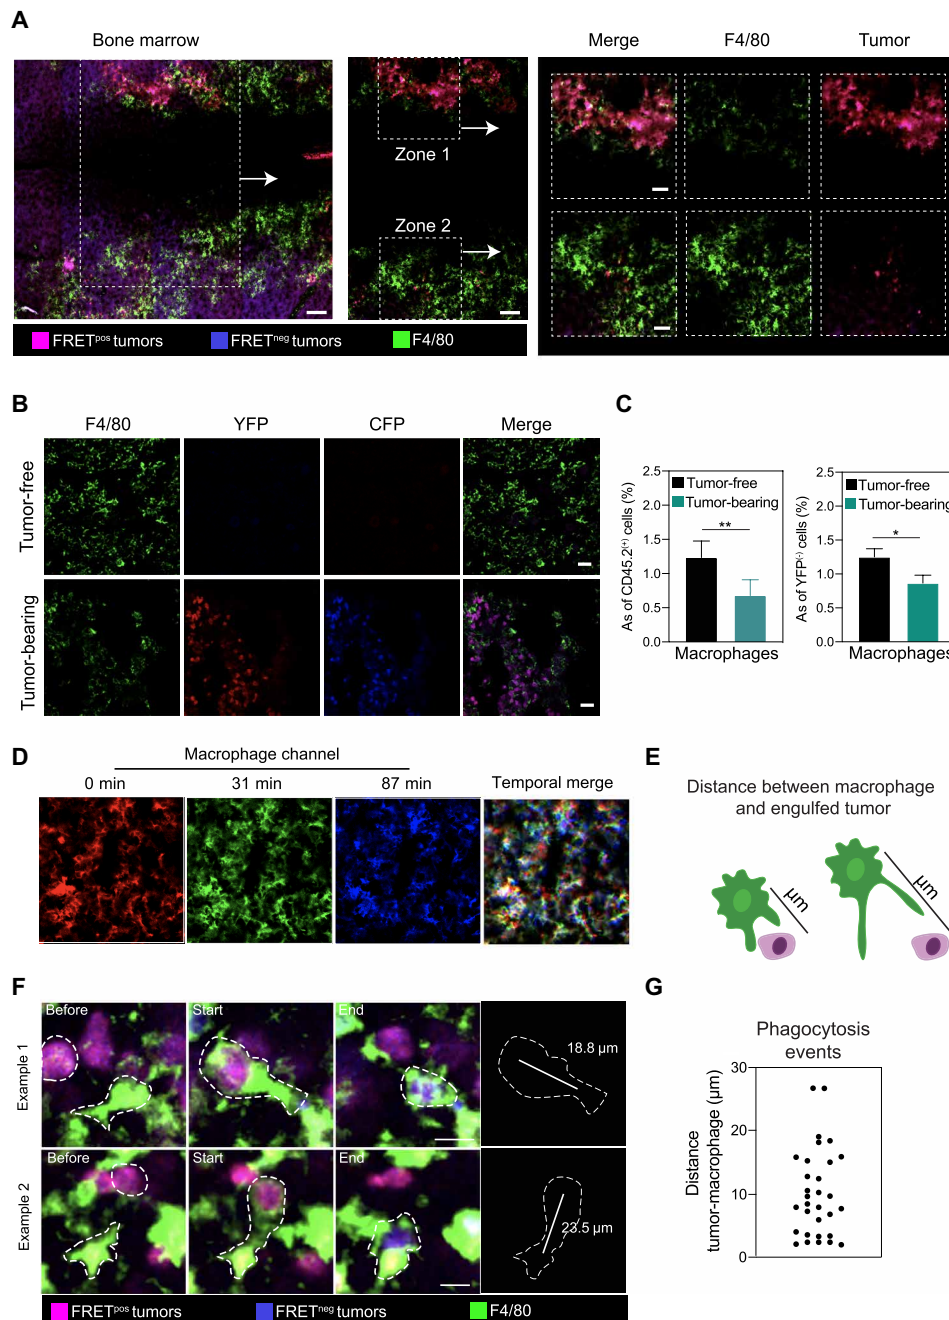 A
Bone marrow
Zone 1
Zone 2
Merge F4/80 Tumor
FRETpos tumors FRETneg tumors F4/80
B
F4/80 YFP CFP Merge
Tumor-free
Tumor-bearing
C
As of CD45.2(+) cells (%)
2.5
2.0
1.5
1.0
0.5
0.0
Tumor-free
Tumor-bearing
**
Macrophages
As of YFP(-) cells (%)
2.5
2.0
1.5
1.0
0.5
0.0
Tumor-free
Tumor-bearing
*
Macrophages
D
Macrophage channel
0 min 31 min 87 min Temporal merge
E
Distance between macrophage
and engulfed tumor
µm
µm
F
Example 1
Before Start End
18.8 µm
Example 2
Before Start End
23.5 µm
FRETpos tumors FRETneg tumors F4/80
G
Phagocytosis
events
Distance
tumor-macrophage (µm)
30
20
10
0